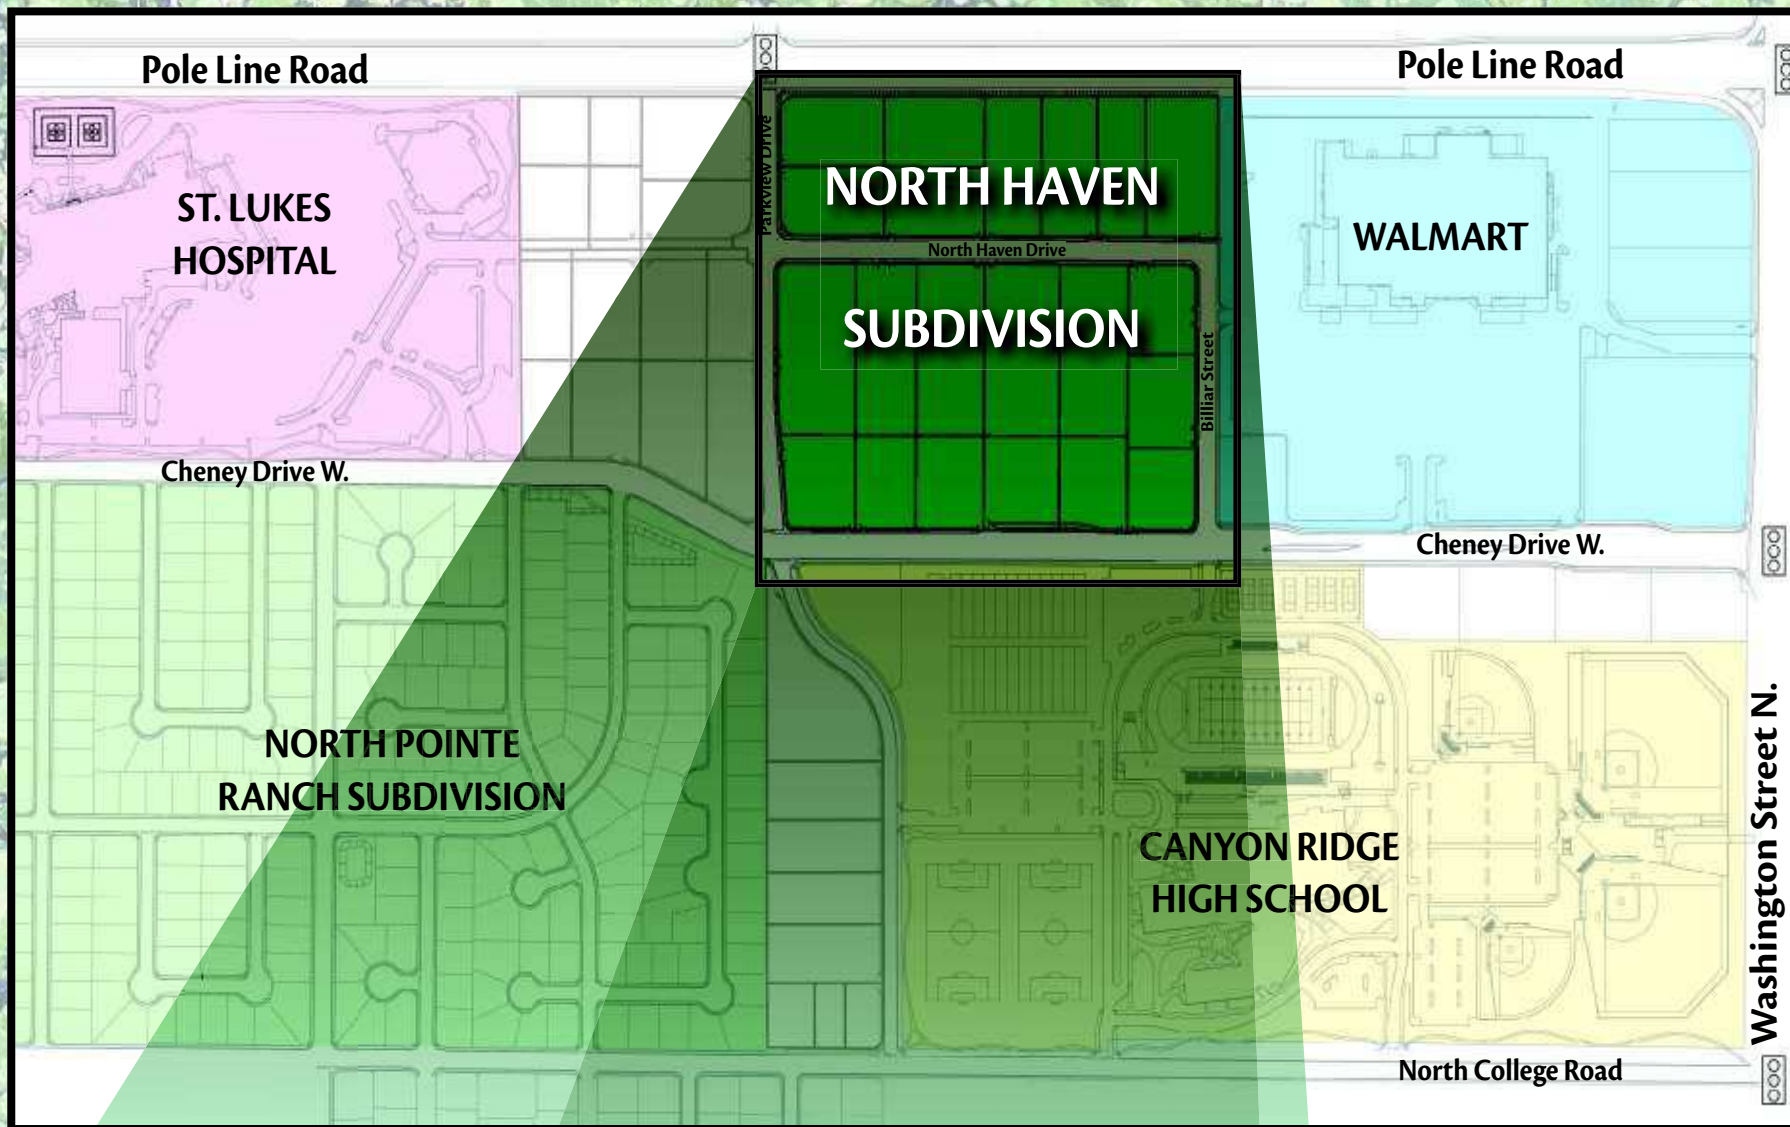 Pole Line Road
Pole Line Road
Parkview Drive
ST. LUKES
HOSPITAL
NORTH HAVEN
North Haven Drive
SUBDIVISION
WALMART
Billiar Street
Cheney Drive W.
Cheney Drive W.
NORTH POINTE
RANCH SUBDIVISION
CANYON RIDGE
HIGH SCHOOL
Washington Street N.
North College Road